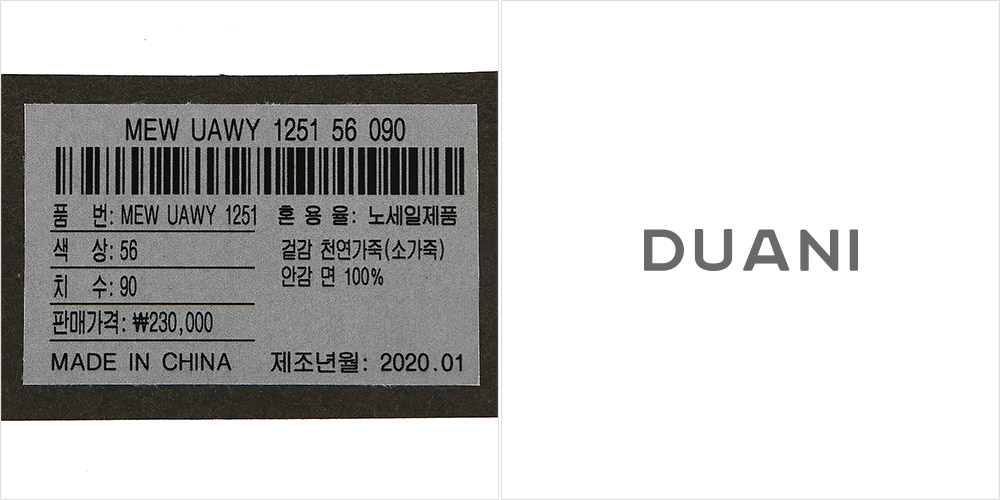 MEW UAWY 1251 56 090
품 번: MEW UAWY 1251
색 상: 56
치 수: 90
판매가격: ₩230,000
MADE IN CHINA
혼 용 율: 노세일제품
겉감 천연가죽(소가죽)
안감 면 100%
제조년월: 2020.01
DUANI